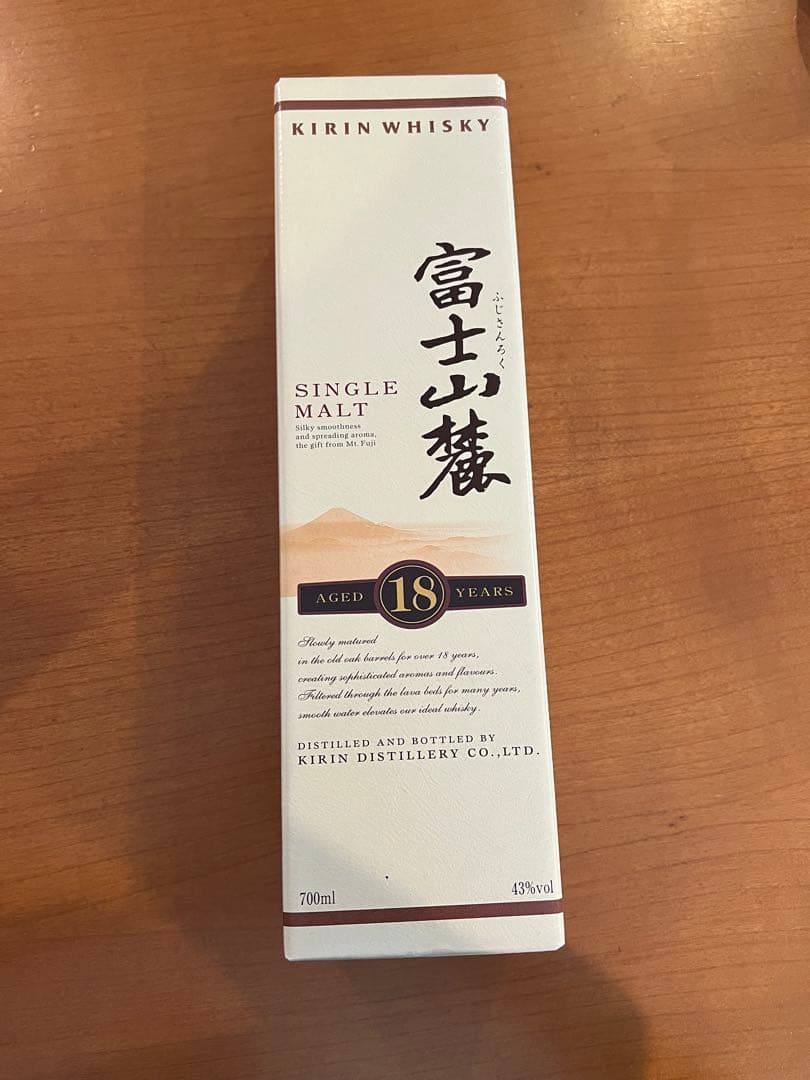 KIRIN WHISKY
富士山麓
ふじさんろく
SINGLE
MALT
Silky smoothness
and spreading aroma,
the gift from Mt. Fuji
AGED 18 YEARS
Slowly matured
in the old oak barrels for over 18 years,
creating sophisticated aromas and flavours.
Filtered through the lava beds for many years,
smooth water elevates our ideal whisky.
DISTILLED AND BOTTLED BY
KIRIN DISTILLERY CO.,LTD.
700ml
43%vol